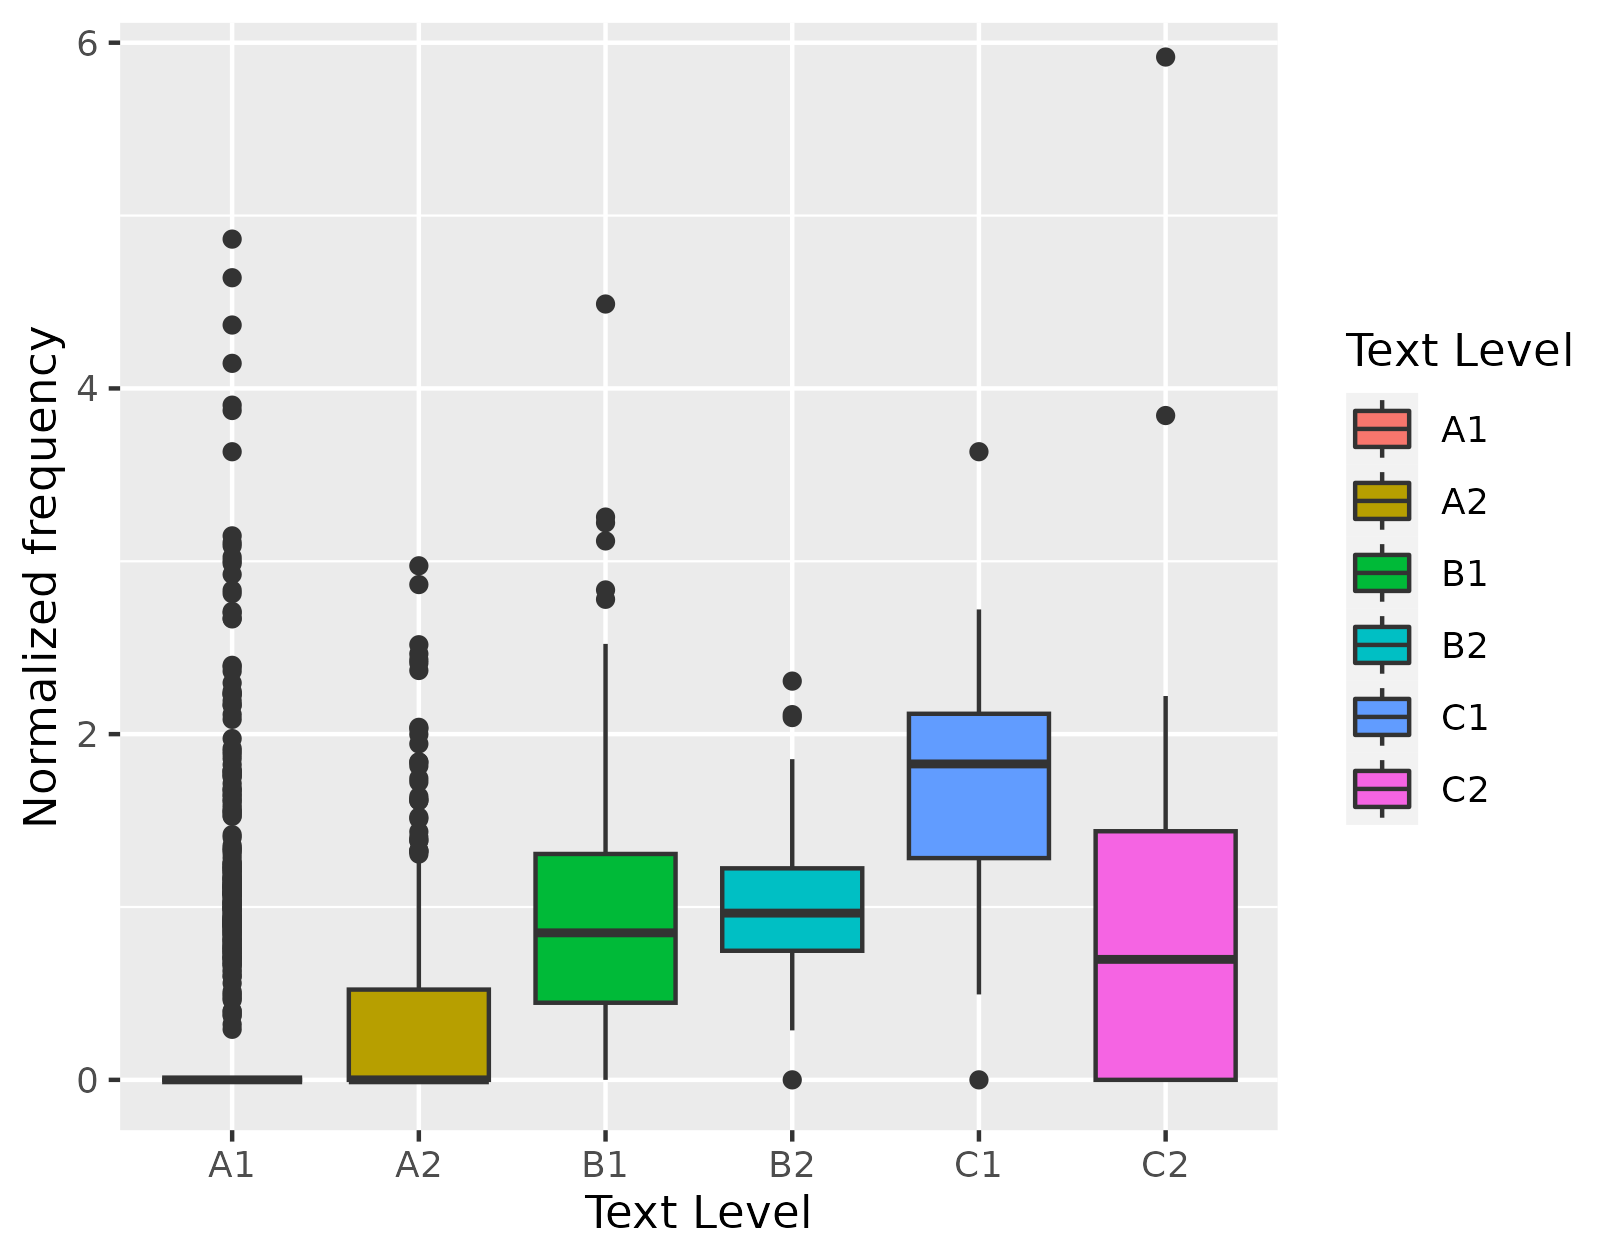 Normalized frequency
6
4
2
0
A1 A2 B1 B2 C1 C2
Text Level
Text Level
A1
A2
B1
B2
C1
C2